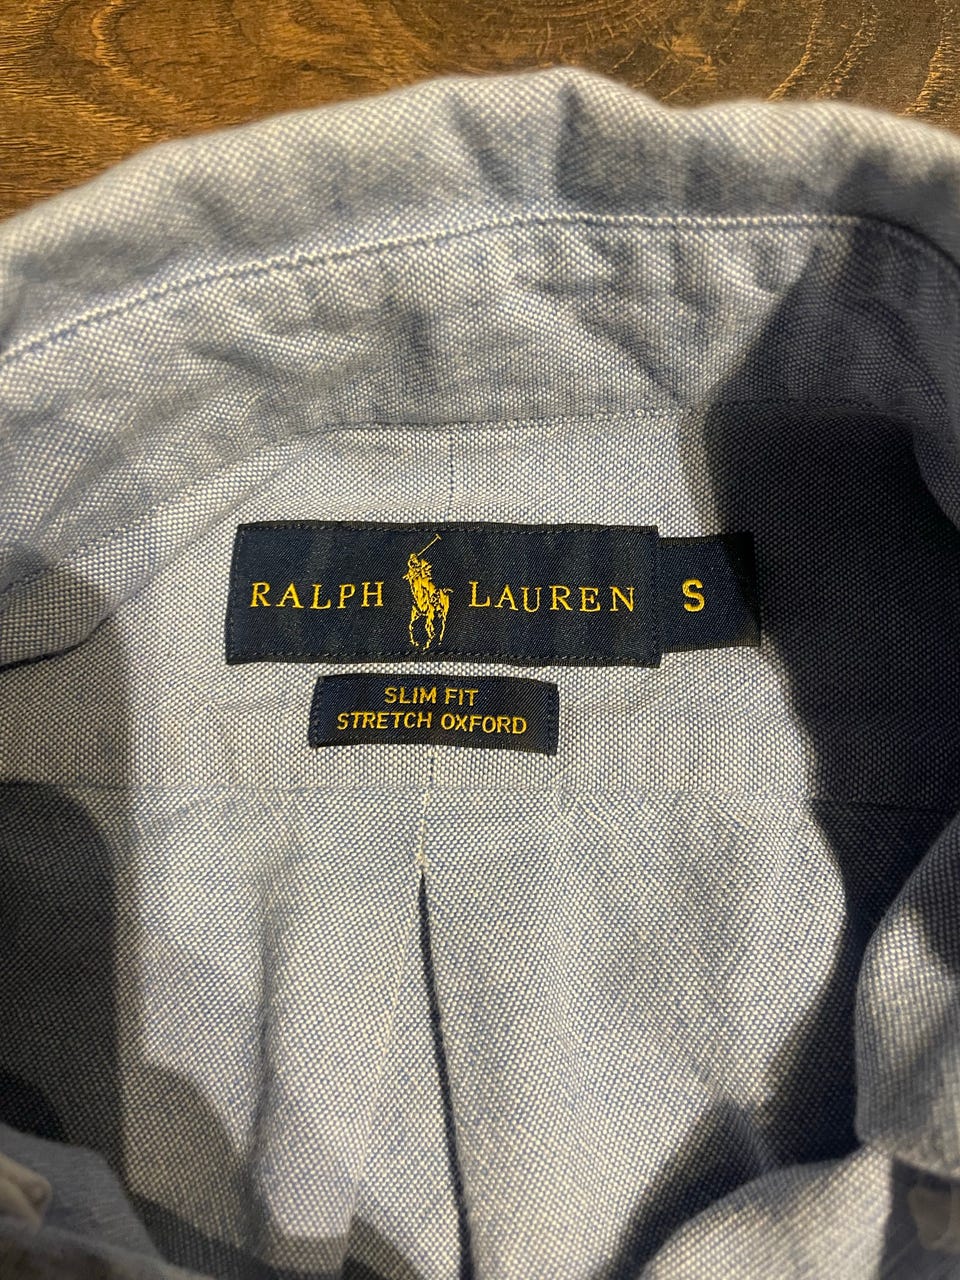 RALPH LAUREN S
SLIM FIT
STRETCH OXFORD